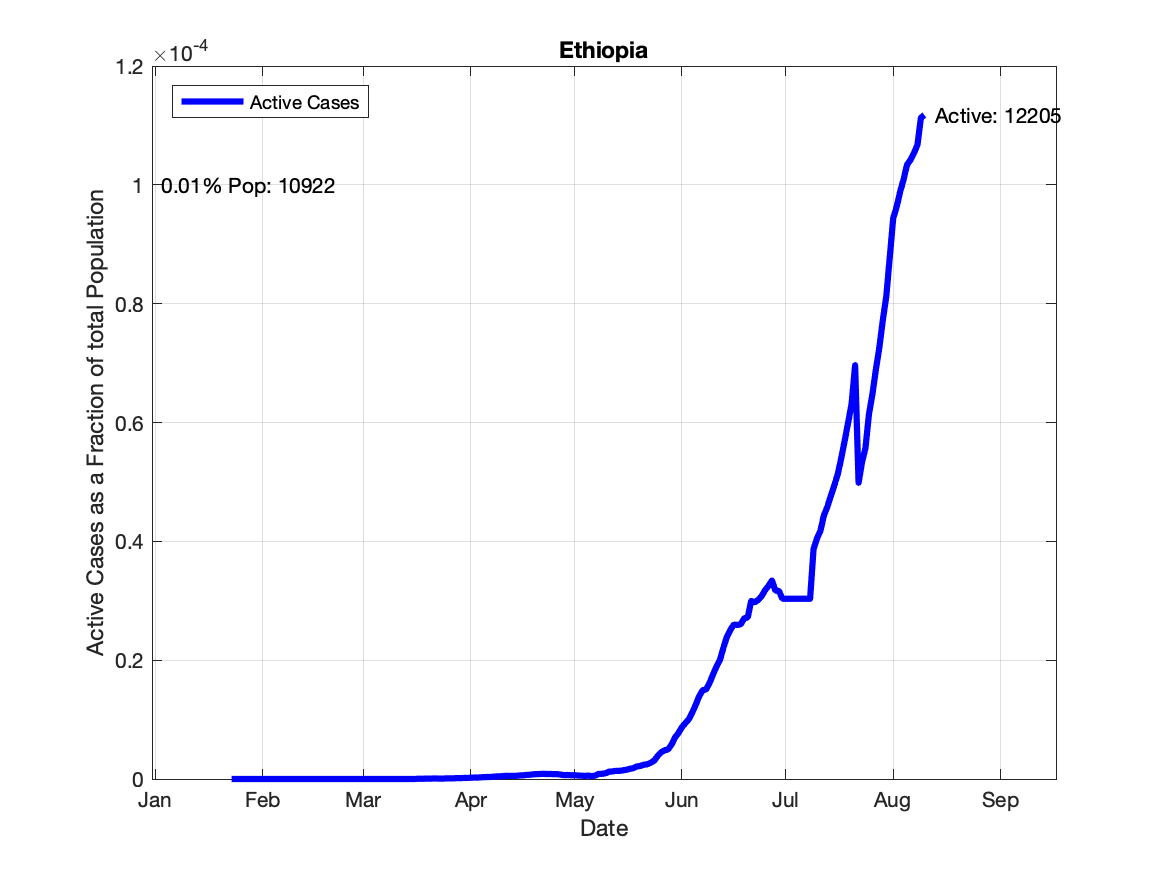 Ethiopia
×10-4
1.2
1
0.8
0.6
0.4
0.2
0
Active Cases
Active: 12205
0.01% Pop: 10922
Active Cases as a Fraction of total Population
Jan Feb Mar Apr May Jun Jul Aug Sep
Date